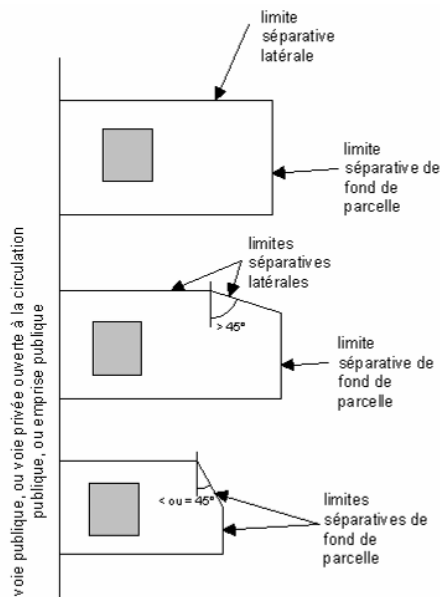 limite
séparative
latérale
limite
séparative de
fond de
parcelle
limites
séparatives
latérales
> 45°
limite
séparative de
fond de
parcelle
< ou = 45°
limites
séparatives de
fond de
parcelle
voie publique, ou voie privée ouverte à la circulation
publique, ou emprise publique